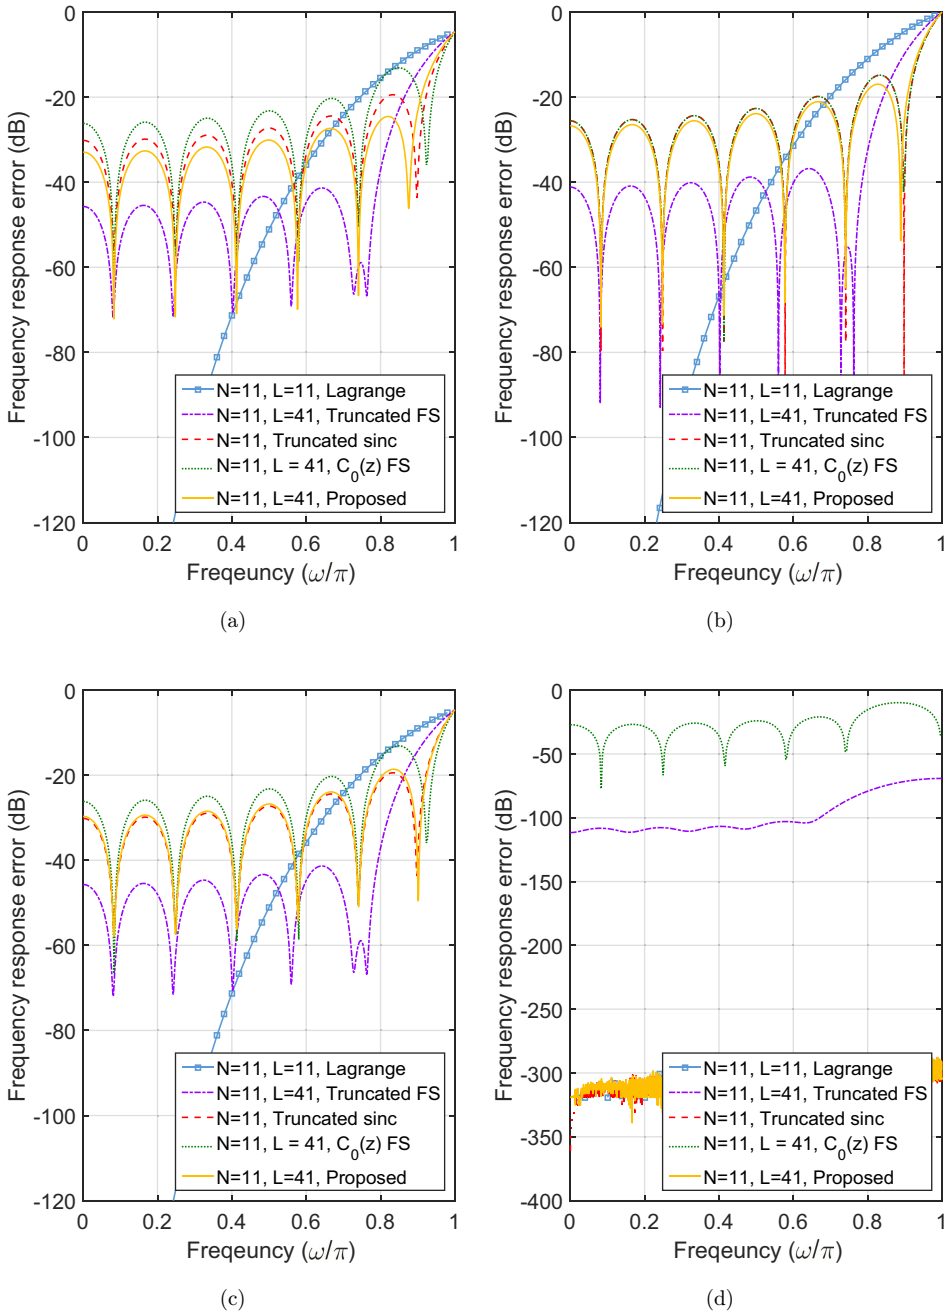 Frequency response error (dB)
0
-20
-40
-60
-80
-100
-120
N=11, L=11, Lagrange
N=11, L=41, Truncated FS
N=11, Truncated sinc
N=11, L = 41, C_0(z) FS
N=11, L=41, Proposed
0 0.2 0.4 0.6 0.8 1
Freqeuncy (ω/π)
(a)
Frequency response error (dB)
0
-20
-40
-60
-80
-100
-120
N=11, L=11, Lagrange
N=11, L=41, Truncated FS
N=11, Truncated sinc
N=11, L = 41, C_0(z) FS
N=11, L=41, Proposed
0 0.2 0.4 0.6 0.8 1
Freqeuncy (ω/π)
(b)
Frequency response error (dB)
0
-20
-40
-60
-80
-100
-120
N=11, L=11, Lagrange
N=11, L=41, Truncated FS
N=11, Truncated sinc
N=11, L = 41, C_0(z) FS
N=11, L=41, Proposed
0 0.2 0.4 0.6 0.8 1
Freqeuncy (ω/π)
(c)
Frequency response error (dB)
0
-50
-100
-150
-200
-250
-300
-350
-400
N=11, L=11, Lagrange
N=11, L=41, Truncated FS
N=11, Truncated sinc
N=11, L = 41, C_0(z) FS
N=11, L=41, Proposed
0 0.2 0.4 0.6 0.8 1
Freqeuncy (ω/π)
(d)